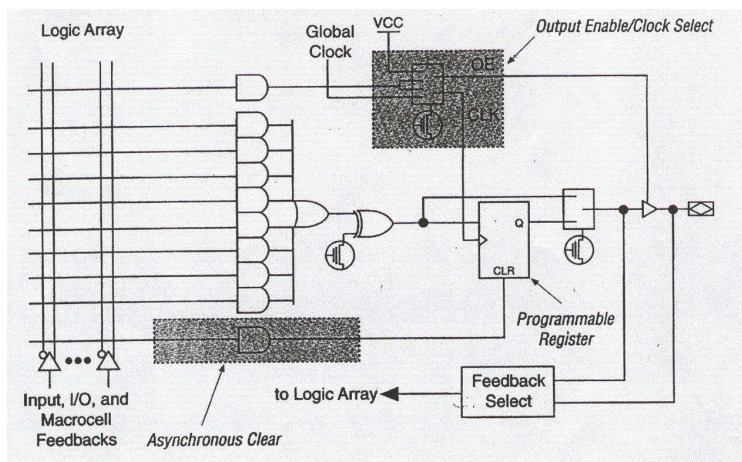 Logic Array
Global
Clock
VCC
Output Enable/Clock Select
OE
CLK
Q
CLR
Programmable
Register
Feedback
Select
to Logic Array
Input, I/O, and
Macrocell
Feedbacks
Asynchronous Clear